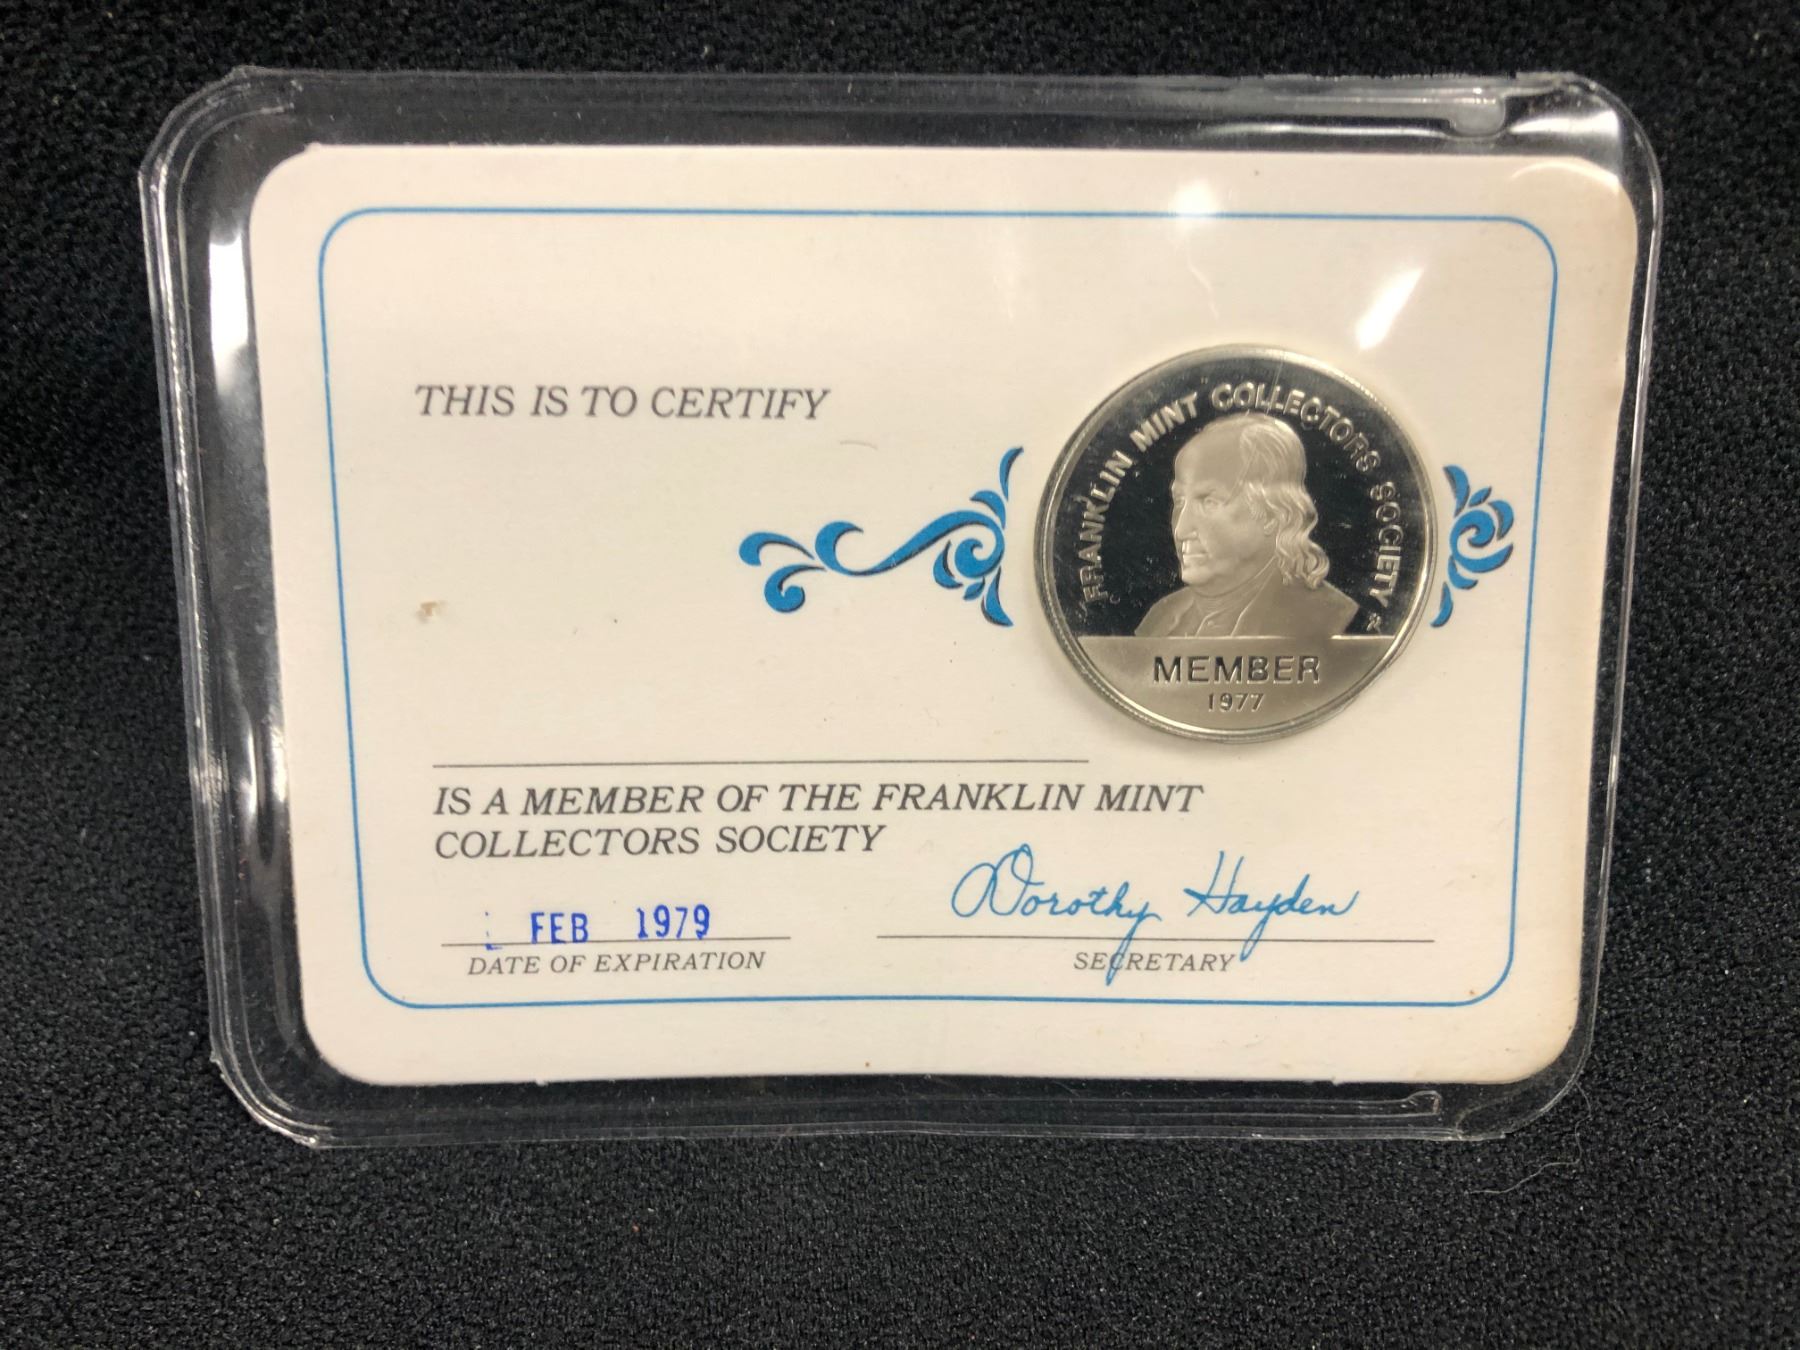 THIS IS TO CERTIFY
FRANKLIN MINT COLLECTORS SOCIETY
MEMBER
1977
IS A MEMBER OF THE FRANKLIN MINT
COLLECTORS SOCIETY
FEB 1979
Dorothy Hayden
DATE OF EXPIRATION
SECRETARY